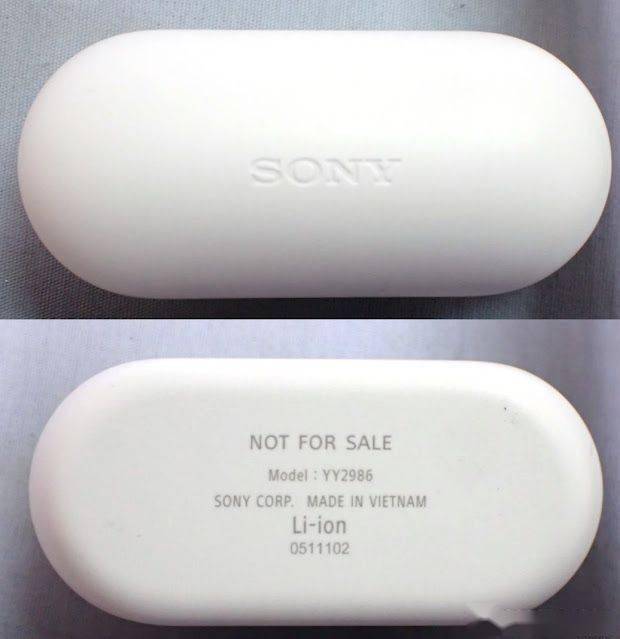 SONY
NOT FOR SALE
Model : YY2986
SONY CORP. MADE IN VIETNAM
Li-ion
0511102